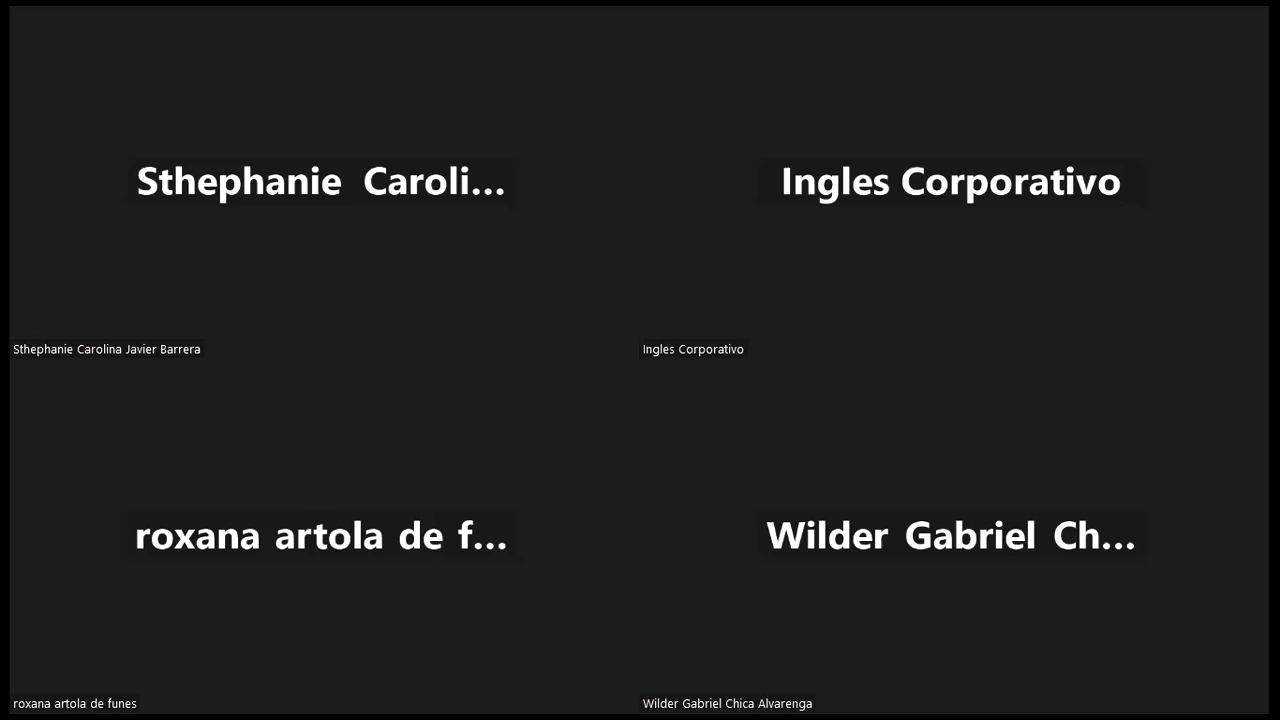 Sthephanie Caroli...
Ingles Corporativo
Sthephanie Carolina Javier Barrera
Ingles Corporativo
roxana artola de f...
Wilder Gabriel Ch...
roxana artola de funes
Wilder Gabriel Chica Alvarenga